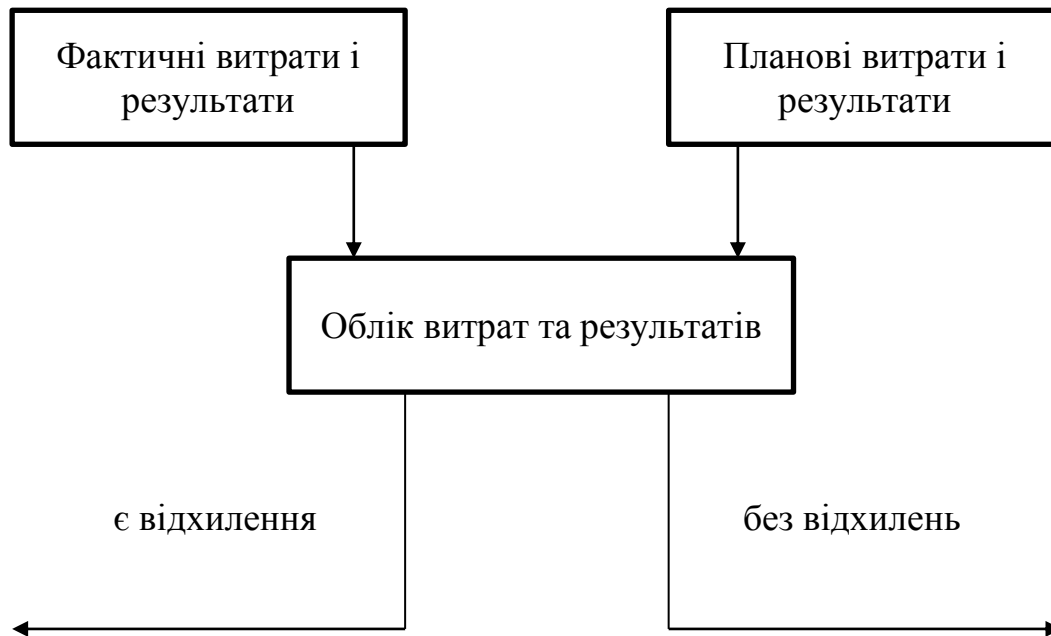 Фактичні витрати і
результати
Планові витрати і
результати
Облік витрат та результатів
є відхилення
без відхилень